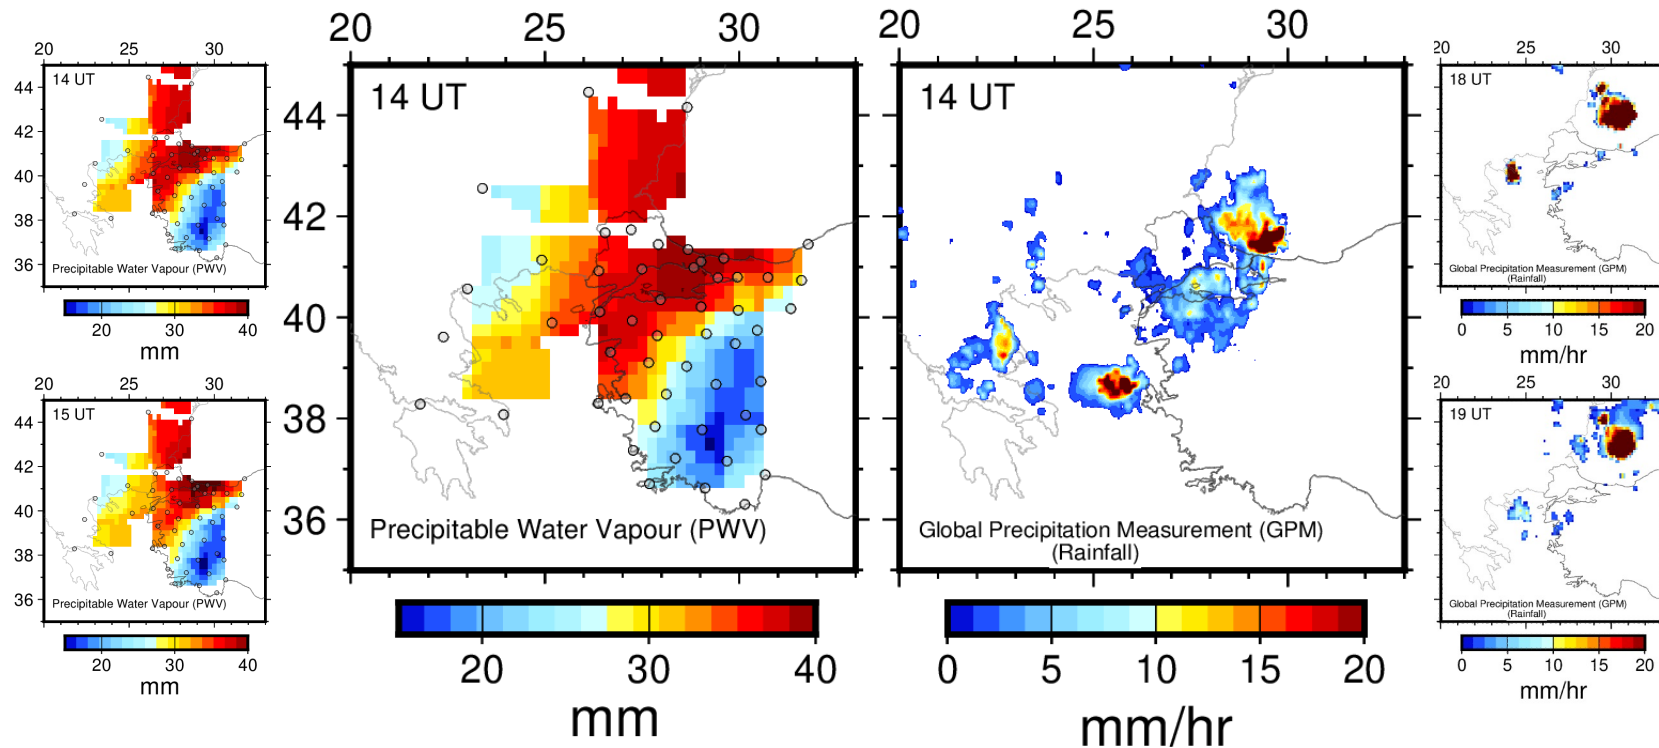 20 25 30
14 UT
44
42
40
38
36
Precipitable Water Vapour (PWV)
20 30 40
mm
20 25 30
15 UT
44
42
40
38
36
Precipitable Water Vapour (PWV)
20 30 40
mm
20 25 30
14 UT
44
42
40
38
36
Precipitable Water Vapour (PWV)
20 30 40
mm
20 25 30
14 UT
Global Precipitation Measurement (GPM)
(Rainfall)
0 5 10 15 20
mm/hr
20 25 30
18 UT
Global Precipitation Measurement (GPM)
(Rainfall)
0 5 10 15 20
mm/hr
20 25 30
19 UT
Global Precipitation Measurement (GPM)
(Rainfall)
0 5 10 15 20
mm/hr